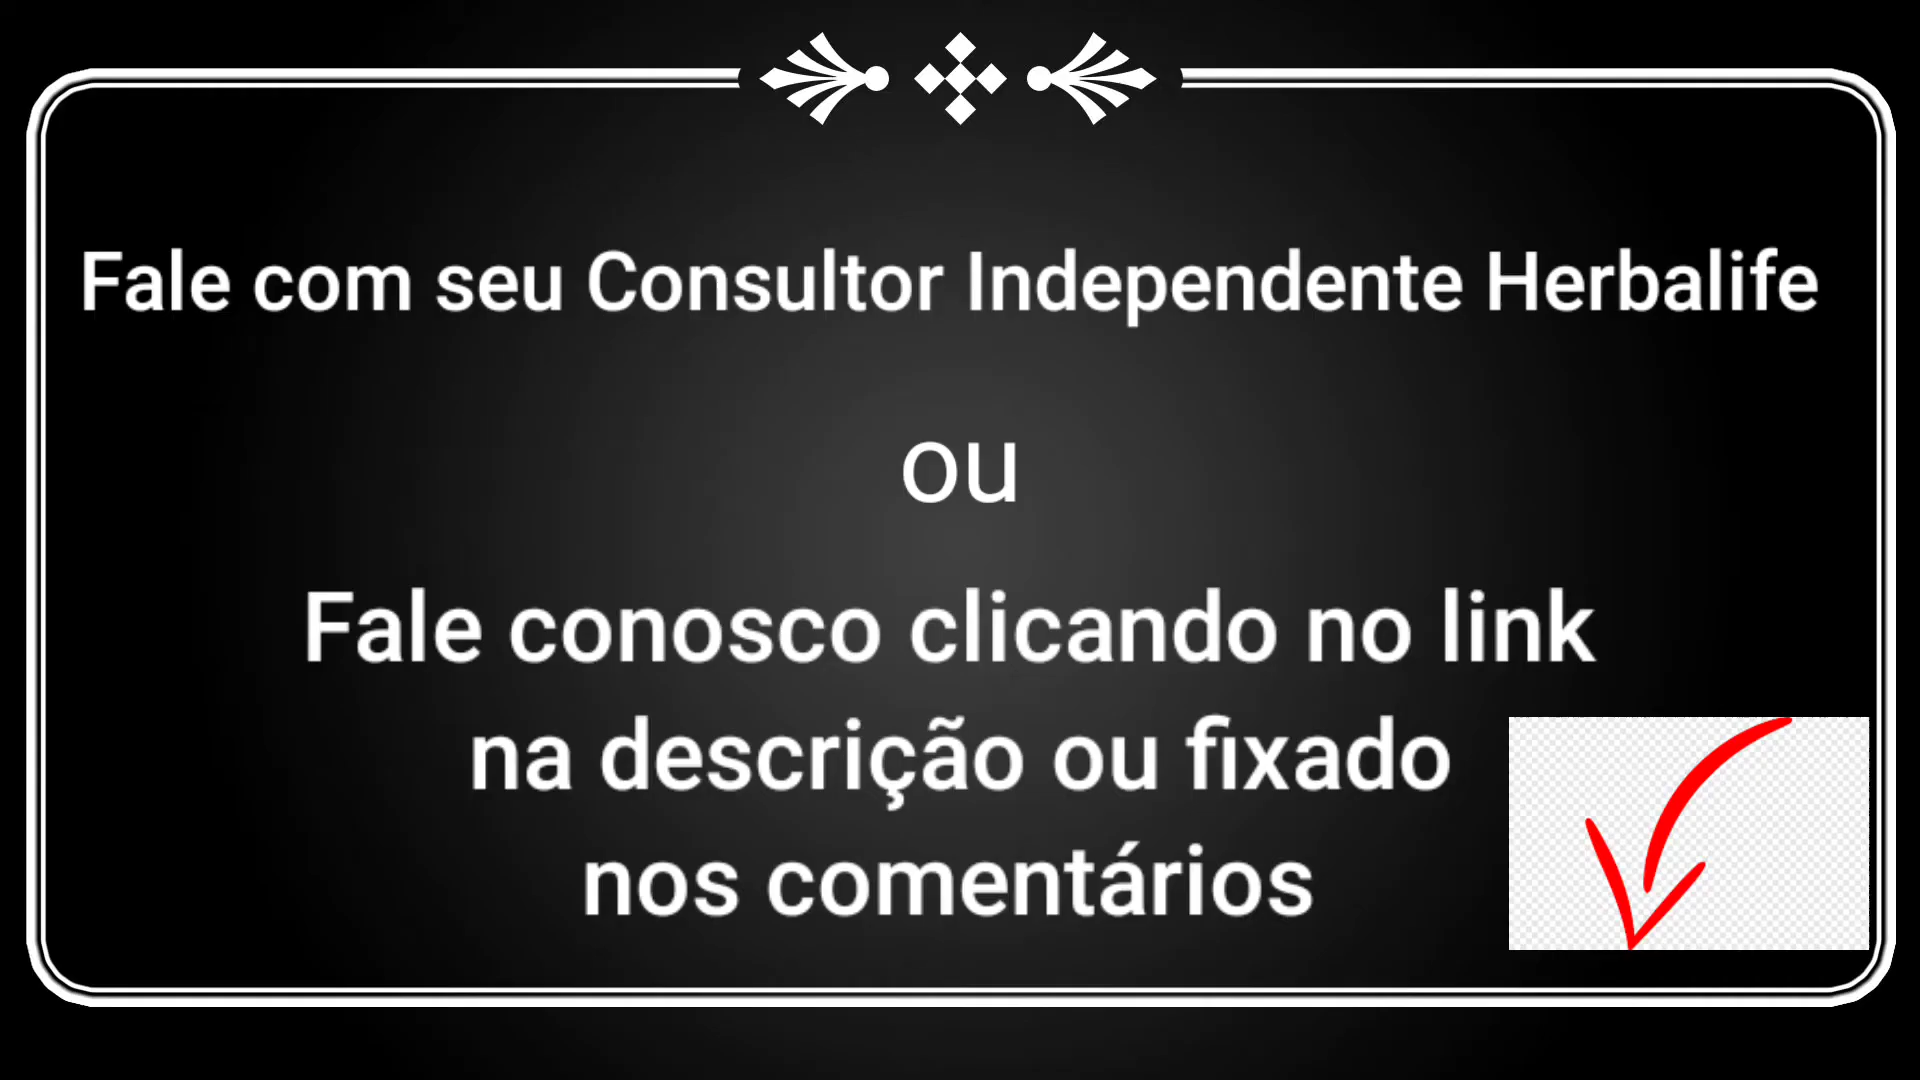 Fale com seu Consultor Independente Herbalife
ou
Fale conosco clicando no link
na descrição ou fixado
nos comentários